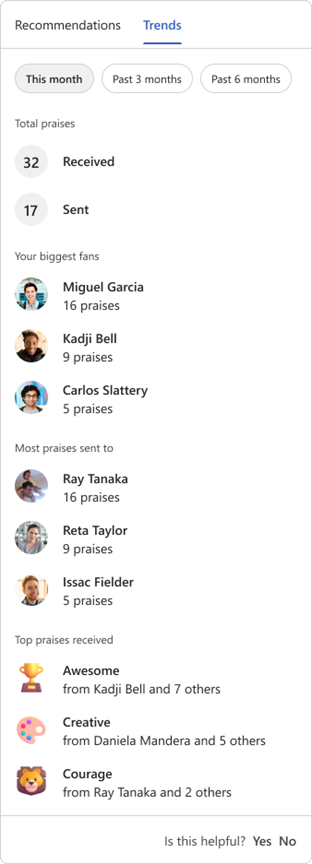 Recommendations Trends
This month Past 3 months Past 6 months
Total praises
32 Received
17 Sent
Your biggest fans
Miguel Garcia
16 praises
Kadji Bell
9 praises
Carlos Slattery
5 praises
Most praises sent to
Ray Tanaka
16 praises
Reta Taylor
9 praises
Issac Fielder
5 praises
Top praises received
Awesome
from Kadji Bell and 7 others
Creative
from Daniela Mandera and 5 others
Courage
from Ray Tanaka and 2 others
Is this helpful? Yes No